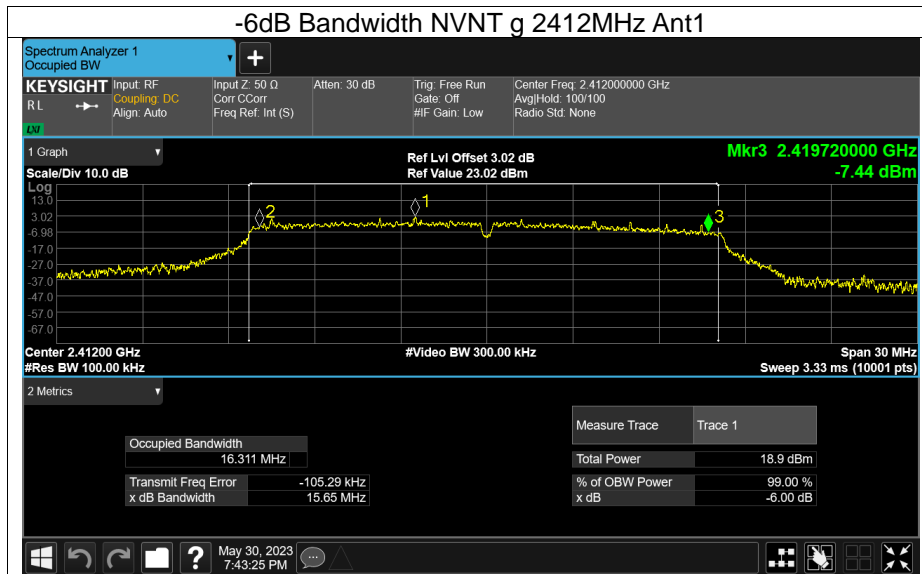 -6dB Bandwidth NVNT g 2412MHz Ant1
Spectrum Analyzer 1
Occupied BW
+
KEYSIGHT
RL
LXI
Input: RF
Coupling: DC
Align: Auto
Input Z: 50 Ω
Corr CCorr
Freq Ref: Int (S)
Atten: 30 dB
Trig: Free Run
Gate: Off
#IF Gain: Low
Center Freq: 2.412000000 GHz
Avg|Hold: 100/100
Radio Std: None
1 Graph
Scale/Div 10.0 dB
Ref Lvl Offset 3.02 dB
Ref Value 23.02 dBm
Mkr3 2.419720000 GHz
-7.44 dBm
Log
13.0
3.02
-6.98
-17.0
-27.0
-37.0
-47.0
-57.0
-67.0
2
1
3
Center 2.41200 GHz
#Res BW 100.00 kHz
#Video BW 300.00 kHz
Span 30 MHz
Sweep 3.33 ms (10001 pts)
2 Metrics
Occupied Bandwidth
16.311 MHz
Transmit Freq Error -105.29 kHz
x dB Bandwidth 15.65 MHz
Measure Trace Trace 1
Total Power 18.9 dBm
% of OBW Power 99.00 %
x dB -6.00 dB
?
May 30, 2023
7:43:25 PM